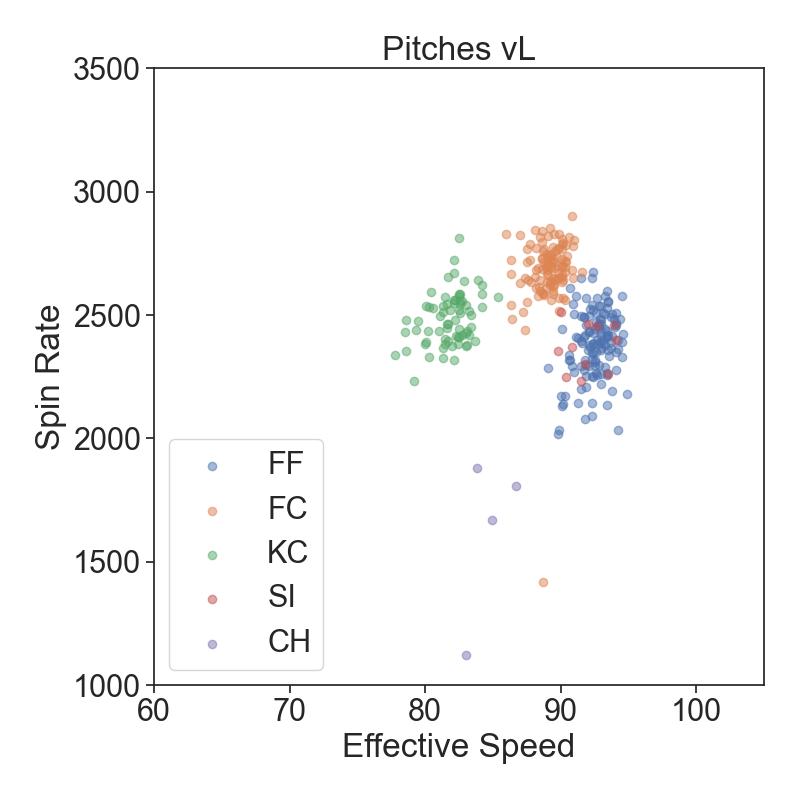 Pitches vL
3500
3000
2500
2000
1500
1000
Spin Rate
FF
FC
KC
SI
CH
60 70 80 90 100
Effective Speed